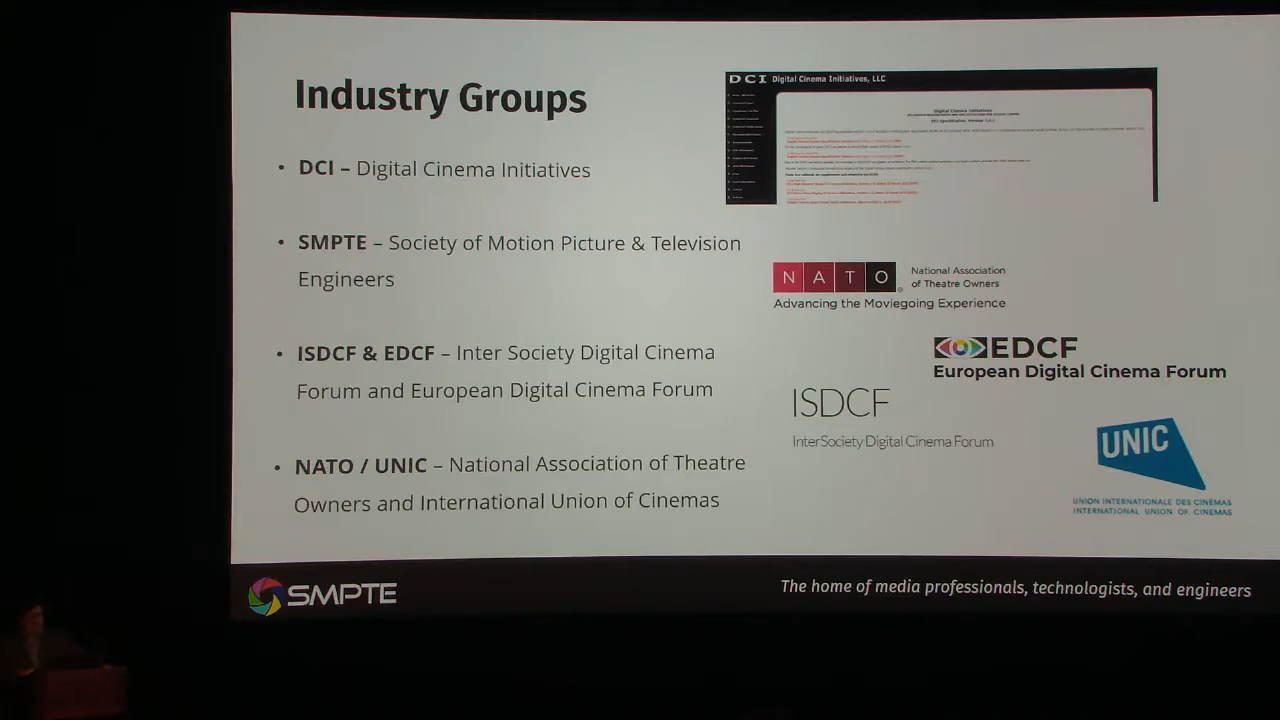 Industry Groups
• DCI – Digital Cinema Initiatives
• SMPTE – Society of Motion Picture & Television
Engineers
• ISDCF & EDCF – Inter Society Digital Cinema
Forum and European Digital Cinema Forum
• NATO / UNIC – National Association of Theatre
Owners and International Union of Cinemas
DCI Digital Cinema Initiatives, LLC
Digital Cinema Initiatives
NATO
National Association
of Theatre Owners
Advancing the Moviegoing Experience
EDCF
European Digital Cinema Forum
ISDCF
InterSociety Digital Cinema Forum
UNIC
UNION INTERNATIONALE DES CINÉMAS
INTERNATIONAL UNION OF CINEMAS
SMPTE
The home of media professionals, technologists, and engineers